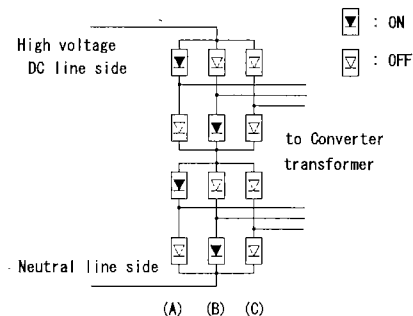 High voltage
DC line side
: ON
: OFF
to Converter
transformer
Neutral line side
(A) (B) (C)